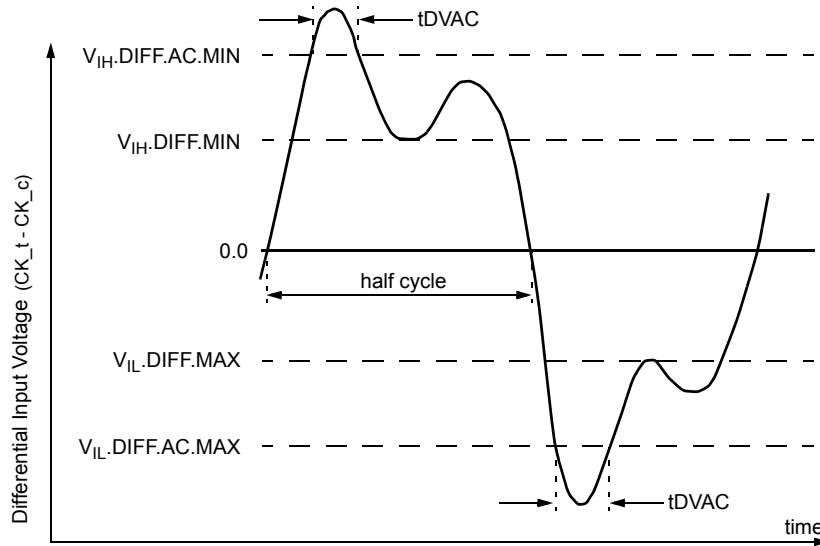 tDVAC
VIH.DIFF.AC.MIN
VIH.DIFF.MIN
0.0
half cycle
VIL.DIFF.MAX
VIL.DIFF.AC.MAX
tDVAC
time
Differential Input Voltage (CK_t - CK_c)